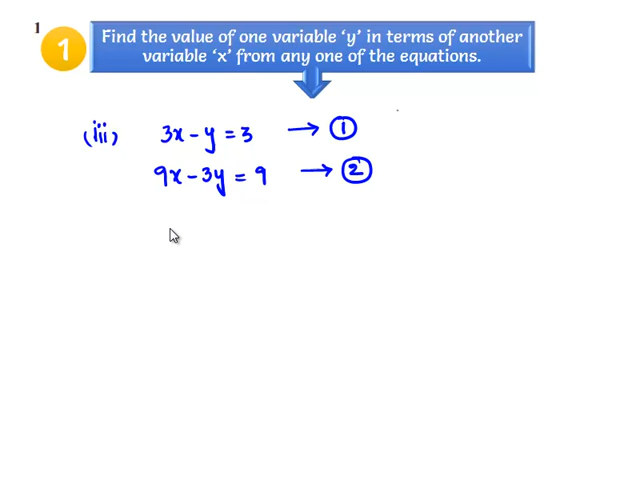 1
1
Find the value of one variable ‘y’ in terms of another
variable ‘x’ from any one of the equations.
(iii) 3x - y = 3 → ①
9x - 3y = 9 → ②